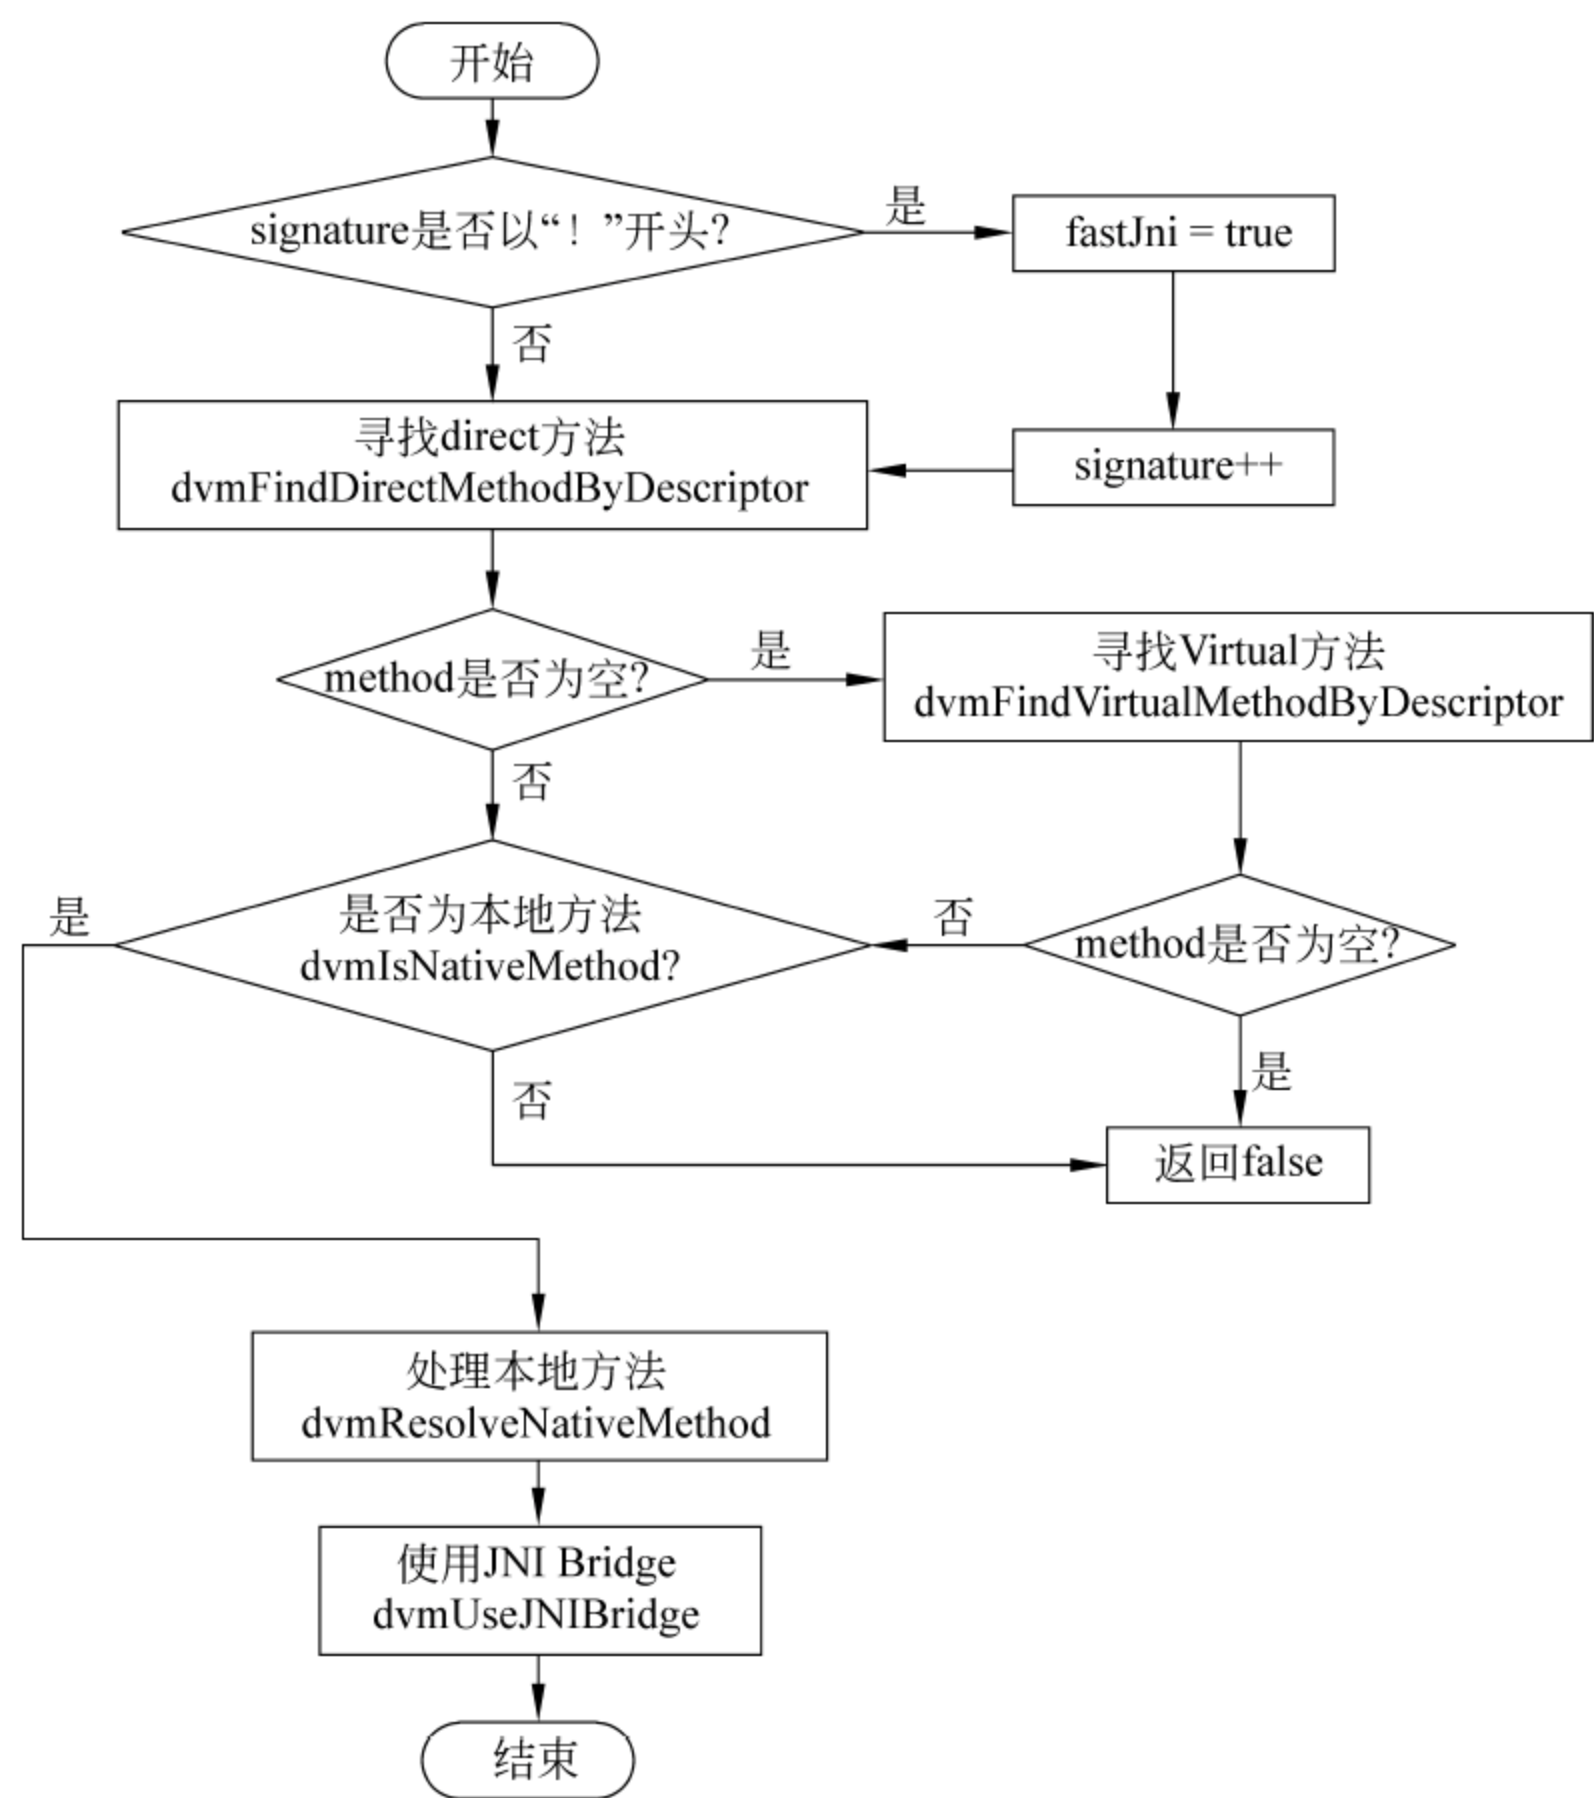 开始
signature是否以“！”开头?
是
fastJni = true
否
寻找direct方法
dvmFindDirectMethodByDescriptor
signature++
method是否为空?
是
寻找Virtual方法
dvmFindVirtualMethodByDescriptor
否
是
是否为本地方法
dvmIsNativeMethod?
否
method是否为空?
否
是
返回false
处理本地方法
dvmResolveNativeMethod
使用JNI Bridge
dvmUseJNIBridge
结束